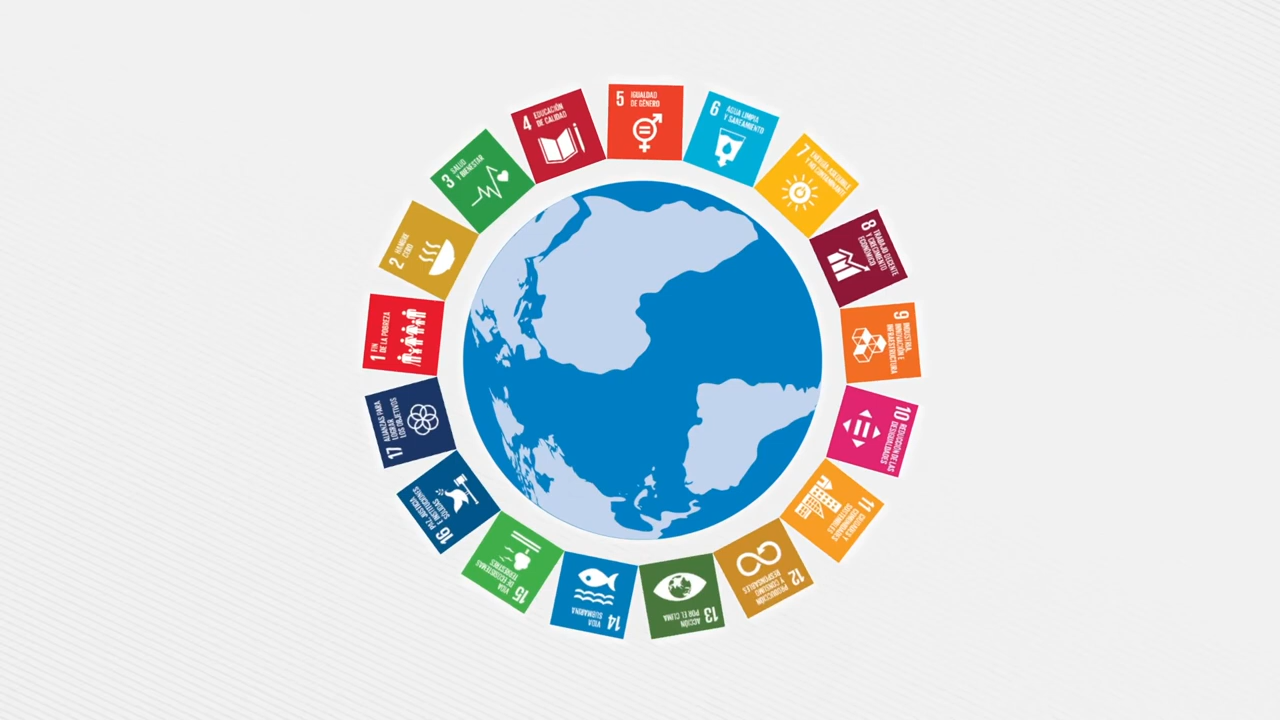 1 FIN
DE LA POBREZA
2 HAMBRE
CERO
3 SALUD
Y BIENESTAR
4 EDUCACIÓN
DE CALIDAD
5 IGUALDAD
DE GÉNERO
6 AGUA LIMPIA
Y SANEAMIENTO
7 ENERGÍA ASEQUIBLE
Y NO CONTAMINANTE
8 TRABAJO DECENTE
Y CRECIMIENTO
ECONÓMICO
9 INDUSTRIA,
INNOVACIÓN E
INFRAESTRUCTURA
10 REDUCCIÓN DE LAS
DESIGUALDADES
11 CIUDADES Y
COMUNIDADES
SOSTENIBLES
12 PRODUCCIÓN
Y CONSUMO
RESPONSABLES
13 ACCIÓN
POR EL CLIMA
14 VIDA
SUBMARINA
15 VIDA
DE ECOSISTEMAS
TERRESTRES
16 PAZ, JUSTICIA
E INSTITUCIONES
SÓLIDAS
17 ALIANZAS PARA
LOGRAR
LOS OBJETIVOS